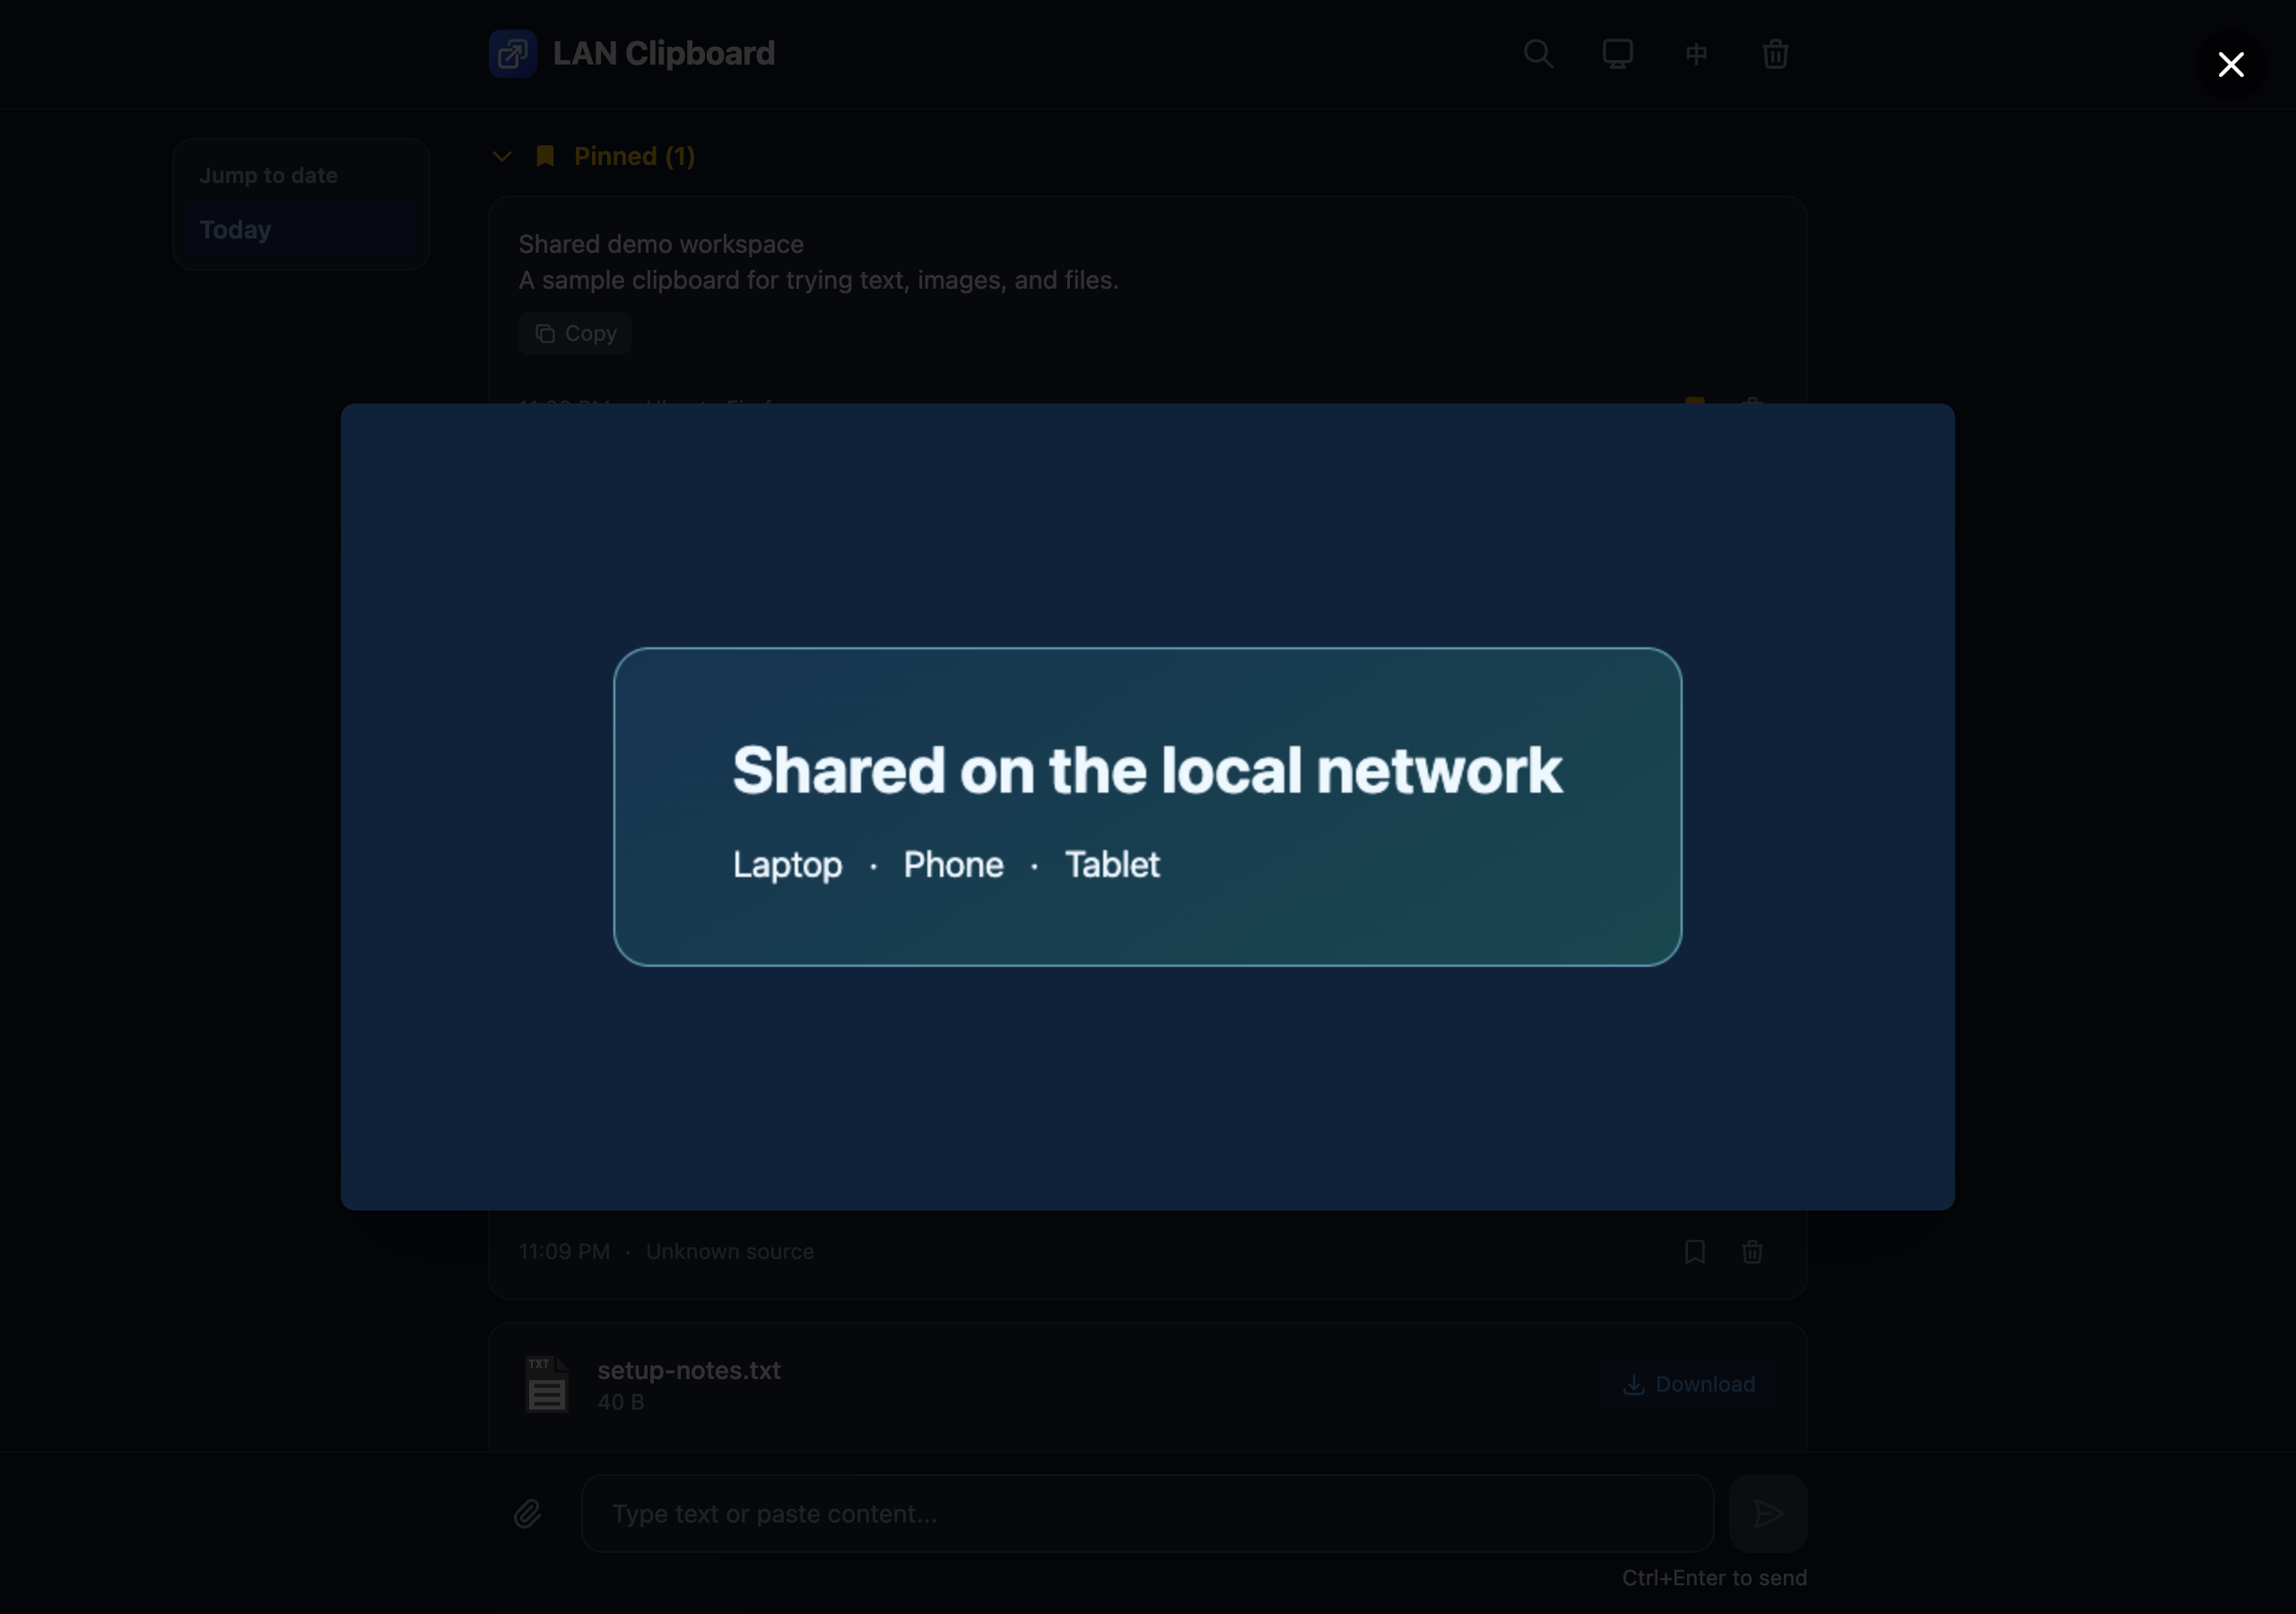 LAN Clipboard
中
Jump to date
Today
Pinned (1)
Shared demo workspace
A sample clipboard for trying text, images, and files.
Copy
Shared on the local network
Laptop · Phone · Tablet
11:09 PM · Unknown source
TXT
setup-notes.txt
40 B
Download
Type text or paste content...
Ctrl+Enter to send